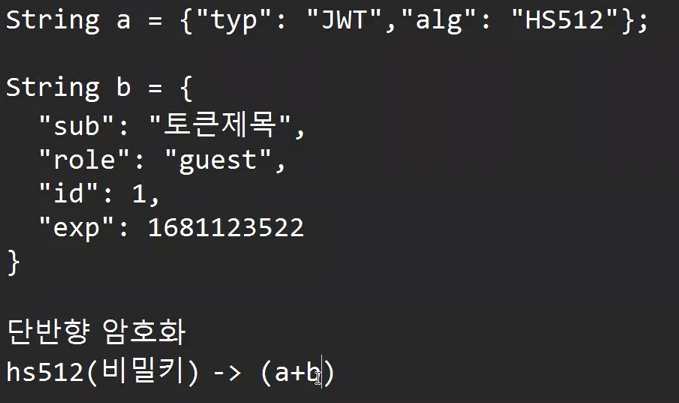 String a = {"typ": "JWT","alg": "HS512"};
String b = {
"sub": "토큰제목",
"role": "guest",
"id": 1,
"exp": 1681123522
}
단반향 암호화
hs512(비밀키) -> (a+b)